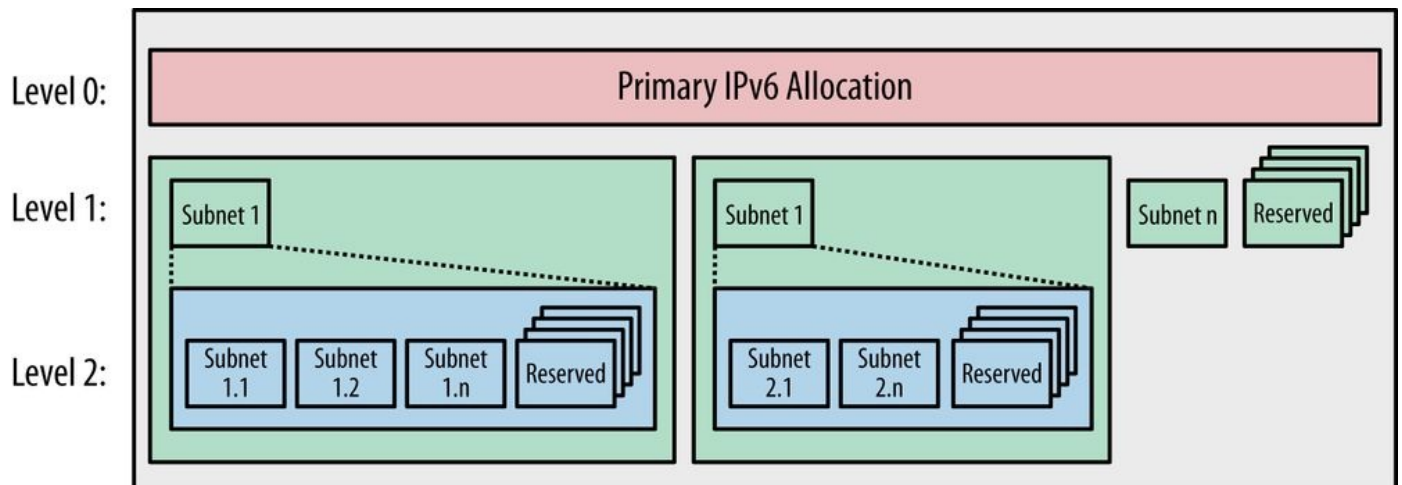 Level 0:
Primary IPv6 Allocation
Level 1:
Subnet 1
Subnet 1
Subnet n
Reserved
Level 2:
Subnet
1.1
Subnet
1.2
Subnet
1.n
Reserved
Subnet
2.1
Subnet
2.n
Reserved